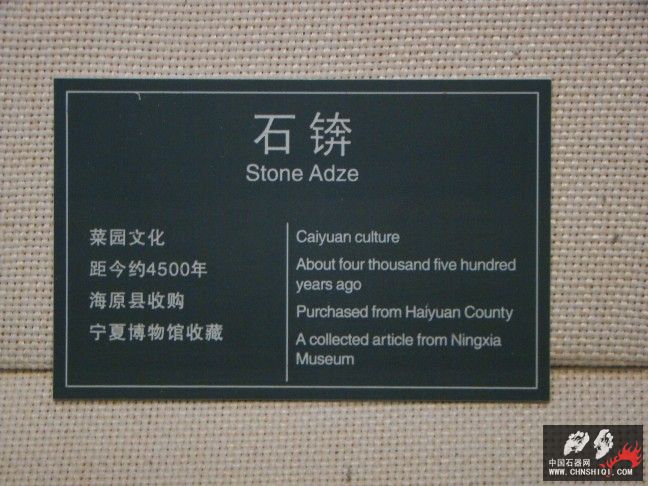 石锛
Stone Adze
菜园文化
距今约4500年
海原县收购
宁夏博物馆收藏
Caiyuan culture
About four thousand five hundred
years ago
Purchased from Haiyuan County
A collected article from Ningxia
Museum
中国石器网
WWW.CHNSHIQI.COM